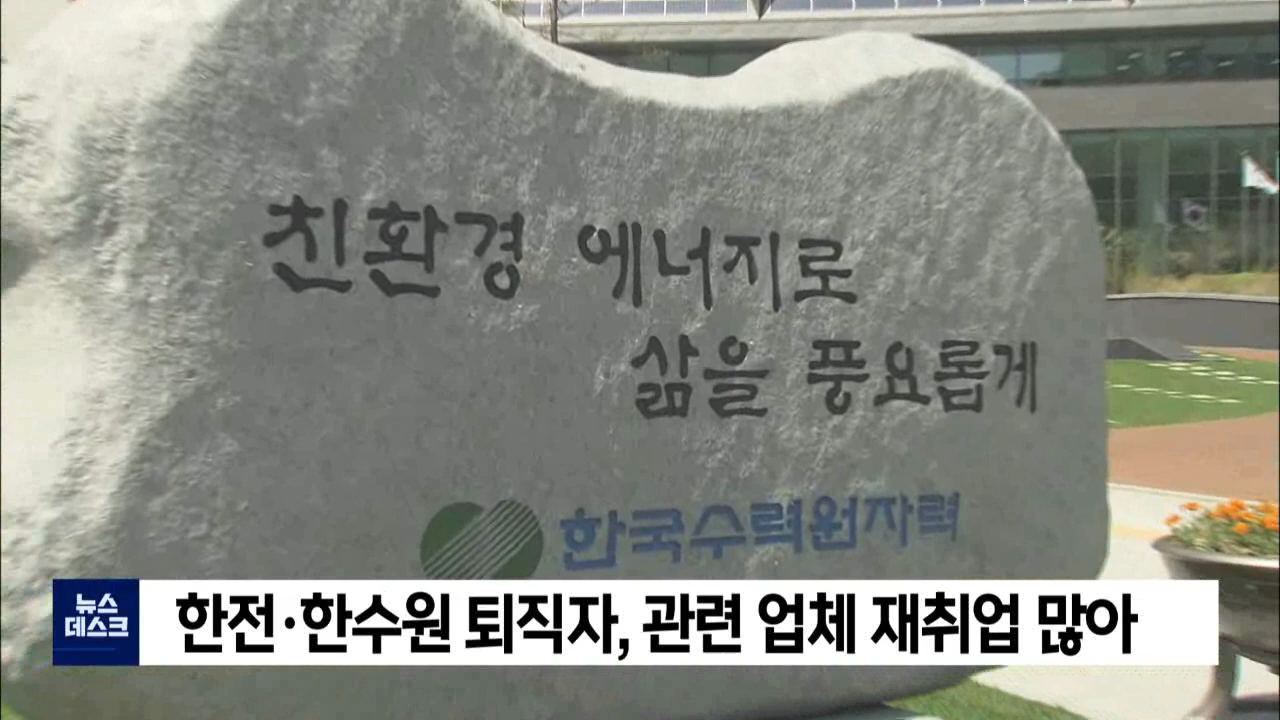 친환경 에너지로
삶을 풍요롭게
한국수력원자력
뉴스
데스크
한전·한수원 퇴직자, 관련 업체 재취업 많아